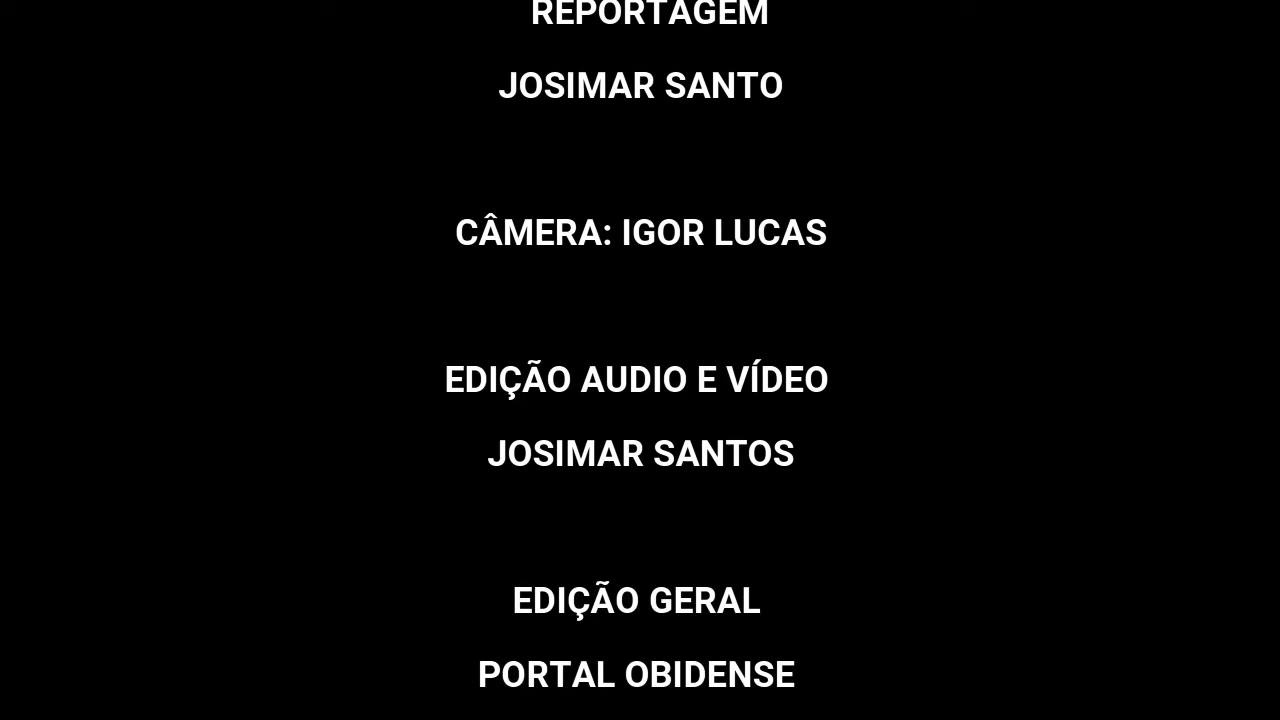 REPORTAGEM
JOSIMAR SANTO
CÂMERA: IGOR LUCAS
EDIÇÃO AUDIO E VÍDEO
JOSIMAR SANTOS
EDIÇÃO GERAL
PORTAL OBIDENSE